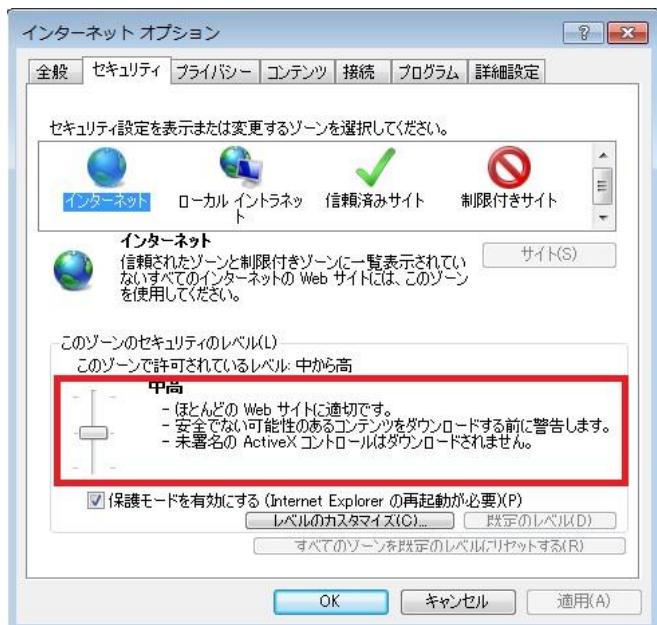 インターネット オプション
全般 セキュリティ プライバシー コンテンツ 接続 プログラム 詳細設定
セキュリティ設定を表示または変更するゾーンを選択してください。
インターネット
ローカル イントラネット
信頼済みサイト
制限付きサイト
インターネット
サイト(S)
信頼されたゾーンと制限付きゾーンに一覧表示されてい
ないすべてのインターネットの Web サイトには、このゾーン
を使用してください。
このゾーンのセキュリティのレベル(L)
このゾーンで許可されているレベル: 中から高
中高
- ほとんどの Web サイトに適切です。
- 安全でない可能性のあるコンテンツをダウンロードする前に警告します。
- 未署名の ActiveX コントロールはダウンロードされません。
保護モードを有効にする (Internet Explorer の再起動が必要)(P)
レベルのカスタマイズ(C)... 既定のレベル(D)
すべてのゾーンを既定のレベルにリセットする(R)
OK キャンセル 適用(A)